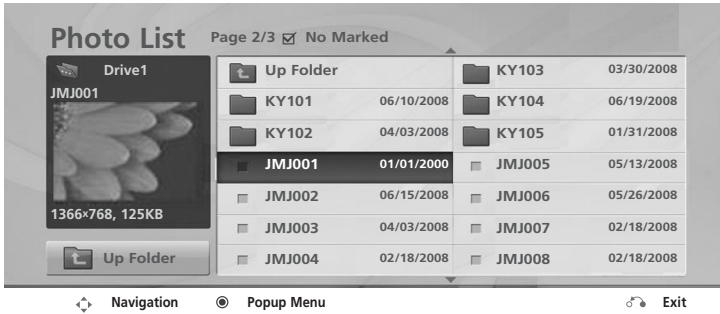 Photo List Page 2/3 No Marked
Drive1
JMJ001
1366×768, 125KB
Up Folder
Up Folder
KY101 06/10/2008
KY102 04/03/2008
JMJ001 01/01/2000
JMJ002 06/15/2008
JMJ003 04/03/2008
JMJ004 02/18/2008
KY103 03/30/2008
KY104 06/19/2008
KY105 01/31/2008
JMJ005 05/13/2008
JMJ006 05/26/2008
JMJ007 02/18/2008
JMJ008 02/18/2008
Navigation Popup Menu Exit